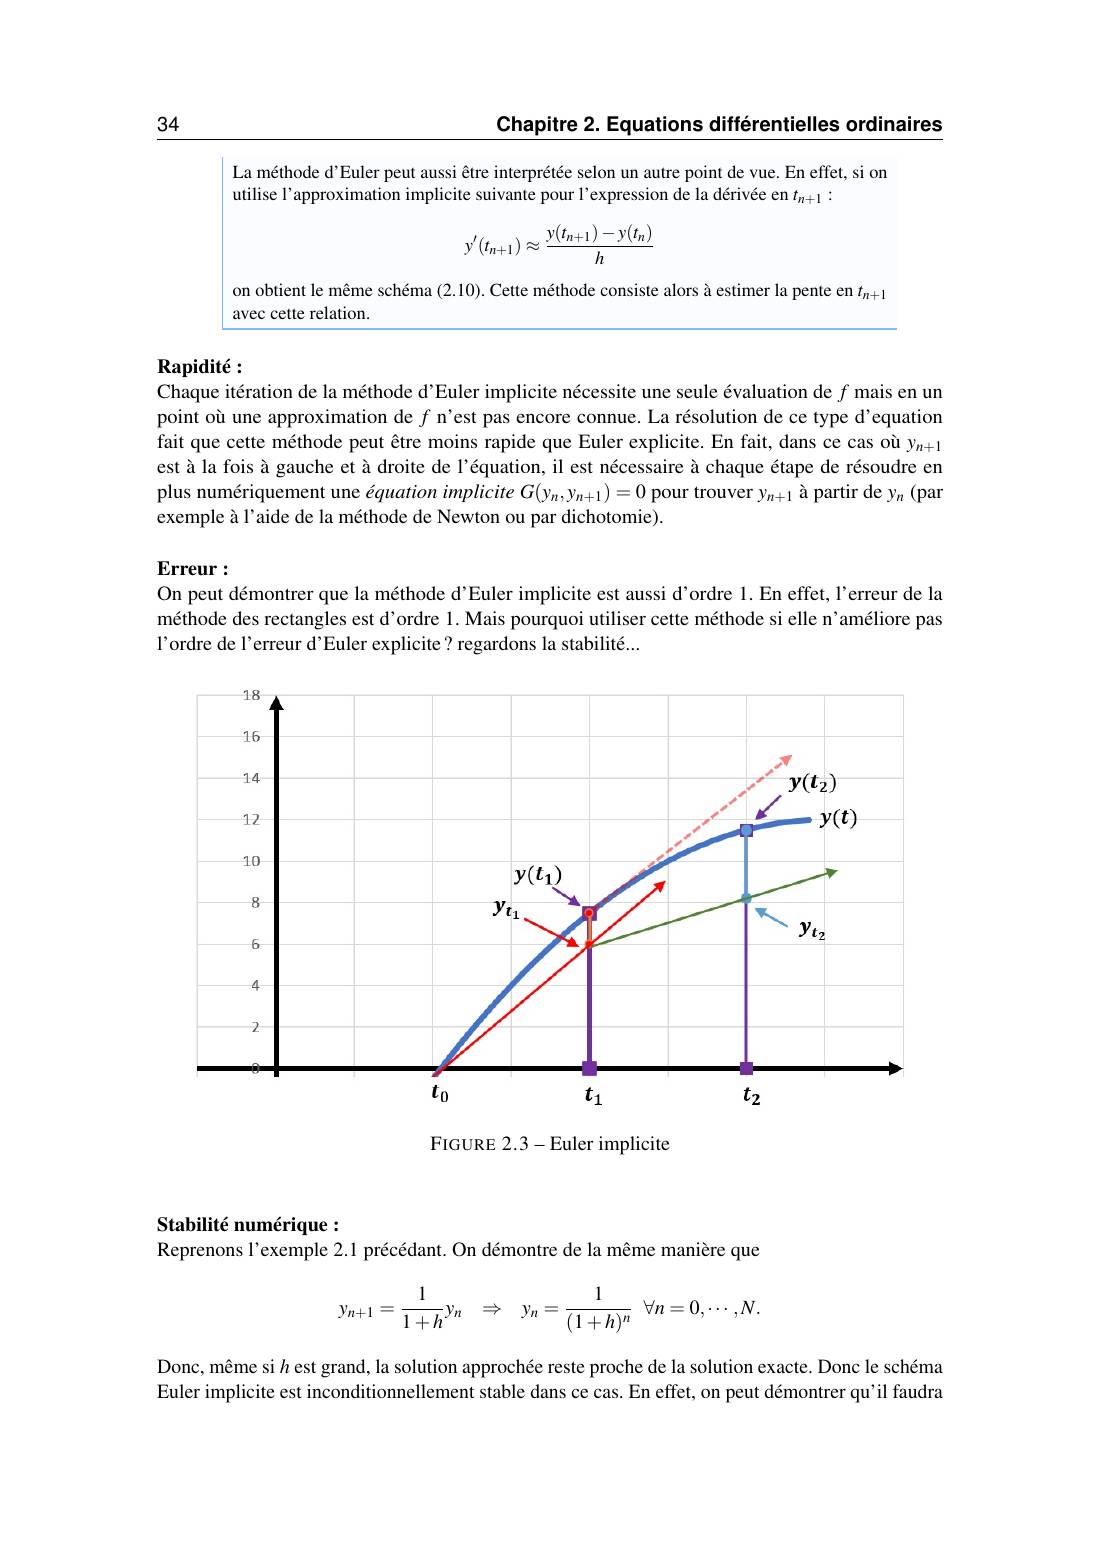 34 Chapitre 2. Equations différentielles ordinaires
La méthode d'Euler peut aussi être interprétée selon un autre point de vue. En effet, si on
utilise l'approximation implicite suivante pour l'expression de la dérivée en tₙ₊₁ :
y′(tₙ₊₁) ≈ (y(tₙ₊₁) − y(tₙ)) / h
on obtient le même schéma (2.10). Cette méthode consiste alors à estimer la pente en tₙ₊₁
avec cette relation.
Rapidité :
Chaque itération de la méthode d'Euler implicite nécessite une seule évaluation de f mais en un
point où une approximation de f n'est pas encore connue. La résolution de ce type d'equation
fait que cette méthode peut être moins rapide que Euler explicite. En fait, dans ce cas où yₙ₊₁
est à la fois à gauche et à droite de l'équation, il est nécessaire à chaque étape de résoudre en
plus numériquement une équation implicite G(yₙ,yₙ₊₁) = 0 pour trouver yₙ₊₁ à partir de yₙ (par
exemple à l'aide de la méthode de Newton ou par dichotomie).
Erreur :
On peut démontrer que la méthode d'Euler implicite est aussi d'ordre 1. En effet, l'erreur de la
méthode des rectangles est d'ordre 1. Mais pourquoi utiliser cette méthode si elle n'améliore pas
l'ordre de l'erreur d'Euler explicite ? regardons la stabilité...
18
16
14
y(t₂)
12
y(t)
10
y(t₁)
8
y_t₁
y_t₂
6
4
2
0
t₀ t₁ t₂
FIGURE 2.3 – Euler implicite
Stabilité numérique :
Reprenons l'exemple 2.1 précédant. On démontre de la même manière que
yₙ₊₁ = 1/(1+h) yₙ ⇒ yₙ = 1/(1+h)ⁿ ∀n = 0,⋯,N.
Donc, même si h est grand, la solution approchée reste proche de la solution exacte. Donc le schéma
Euler implicite est inconditionnellement stable dans ce cas. En effet, on peut démontrer qu'il faudra